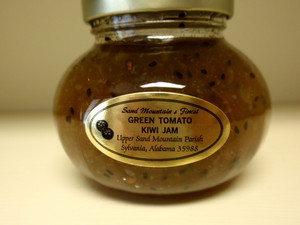 Sand Mountain's Finest
GREEN TOMATO
KIWI JAM
Upper Sand Mountain Parish
Sylvania, Alabama 35988